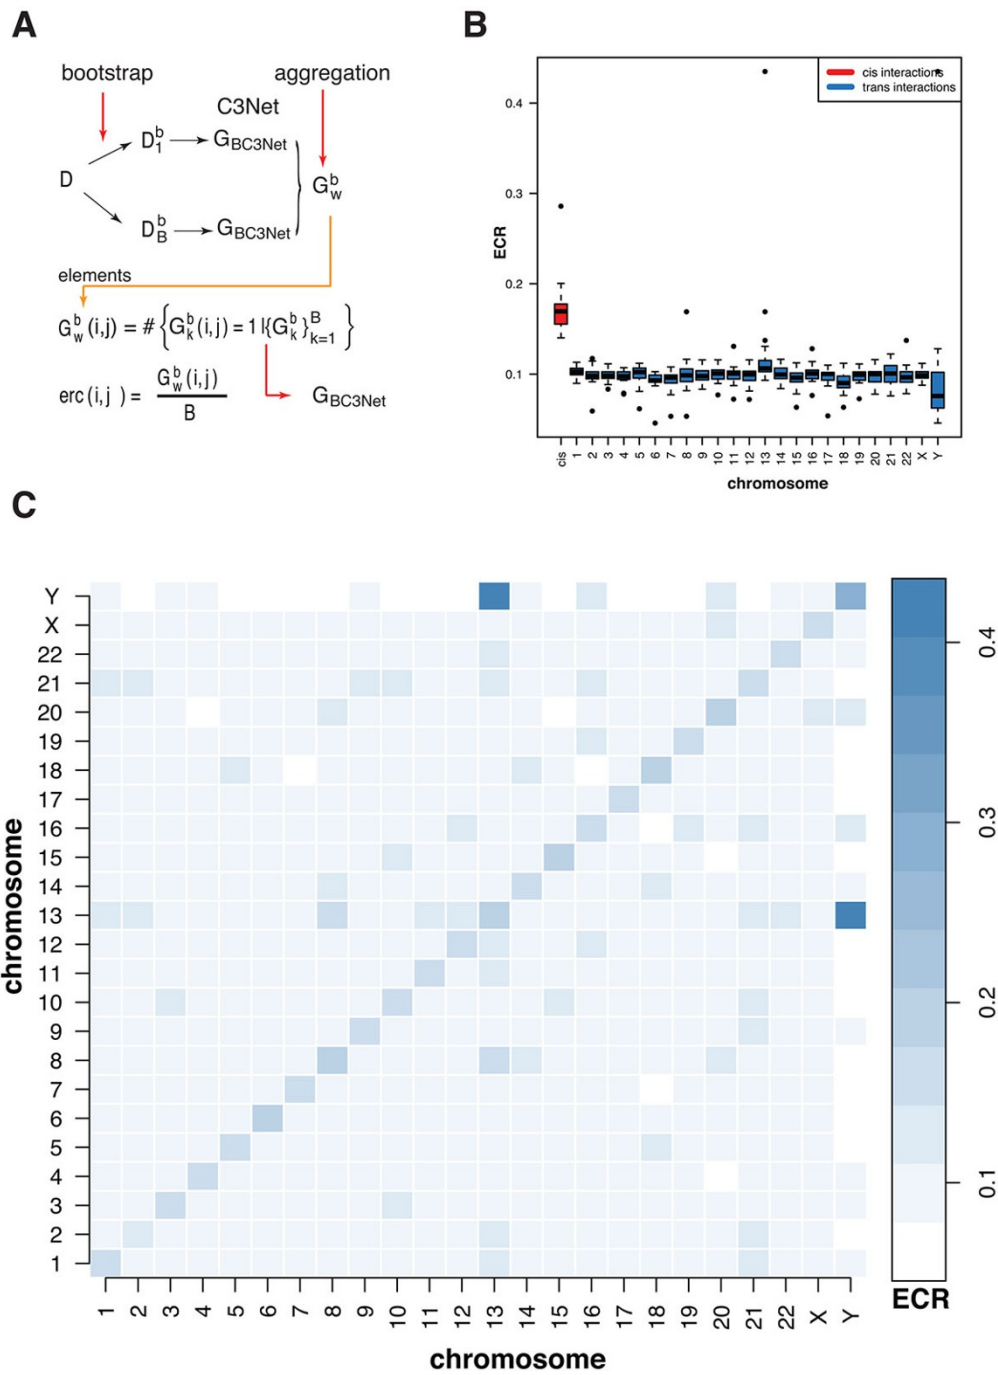 A
bootstrap
aggregation
C3Net
D
D₁ᵇ
G_BC3Net
G_wᵇ
D_Bᵇ
G_BC3Net
elements
G_wᵇ(i,j) = #{G_kᵇ(i,j = 1 |{G_kᵇ}_{k=1}^B}
erc(i,j ) = G_wᵇ(i,j) / B
G_BC3Net
B
cis interactions
trans interactions
0.4
0.3
0.2
0.1
ECR
cis 1 2 3 4 5 6 7 8 9 10 11 12 13 14 15 16 17 18 19 20 21 22 X Y
chromosome
C
Y
X
22
21
20
19
18
17
16
15
14
13
12
11
10
9
8
7
6
5
4
3
2
1
chromosome
1 2 3 4 5 6 7 8 9 10 11 12 13 14 15 16 17 18 19 20 21 22 X Y
chromosome
0.4
0.3
0.2
0.1
ECR